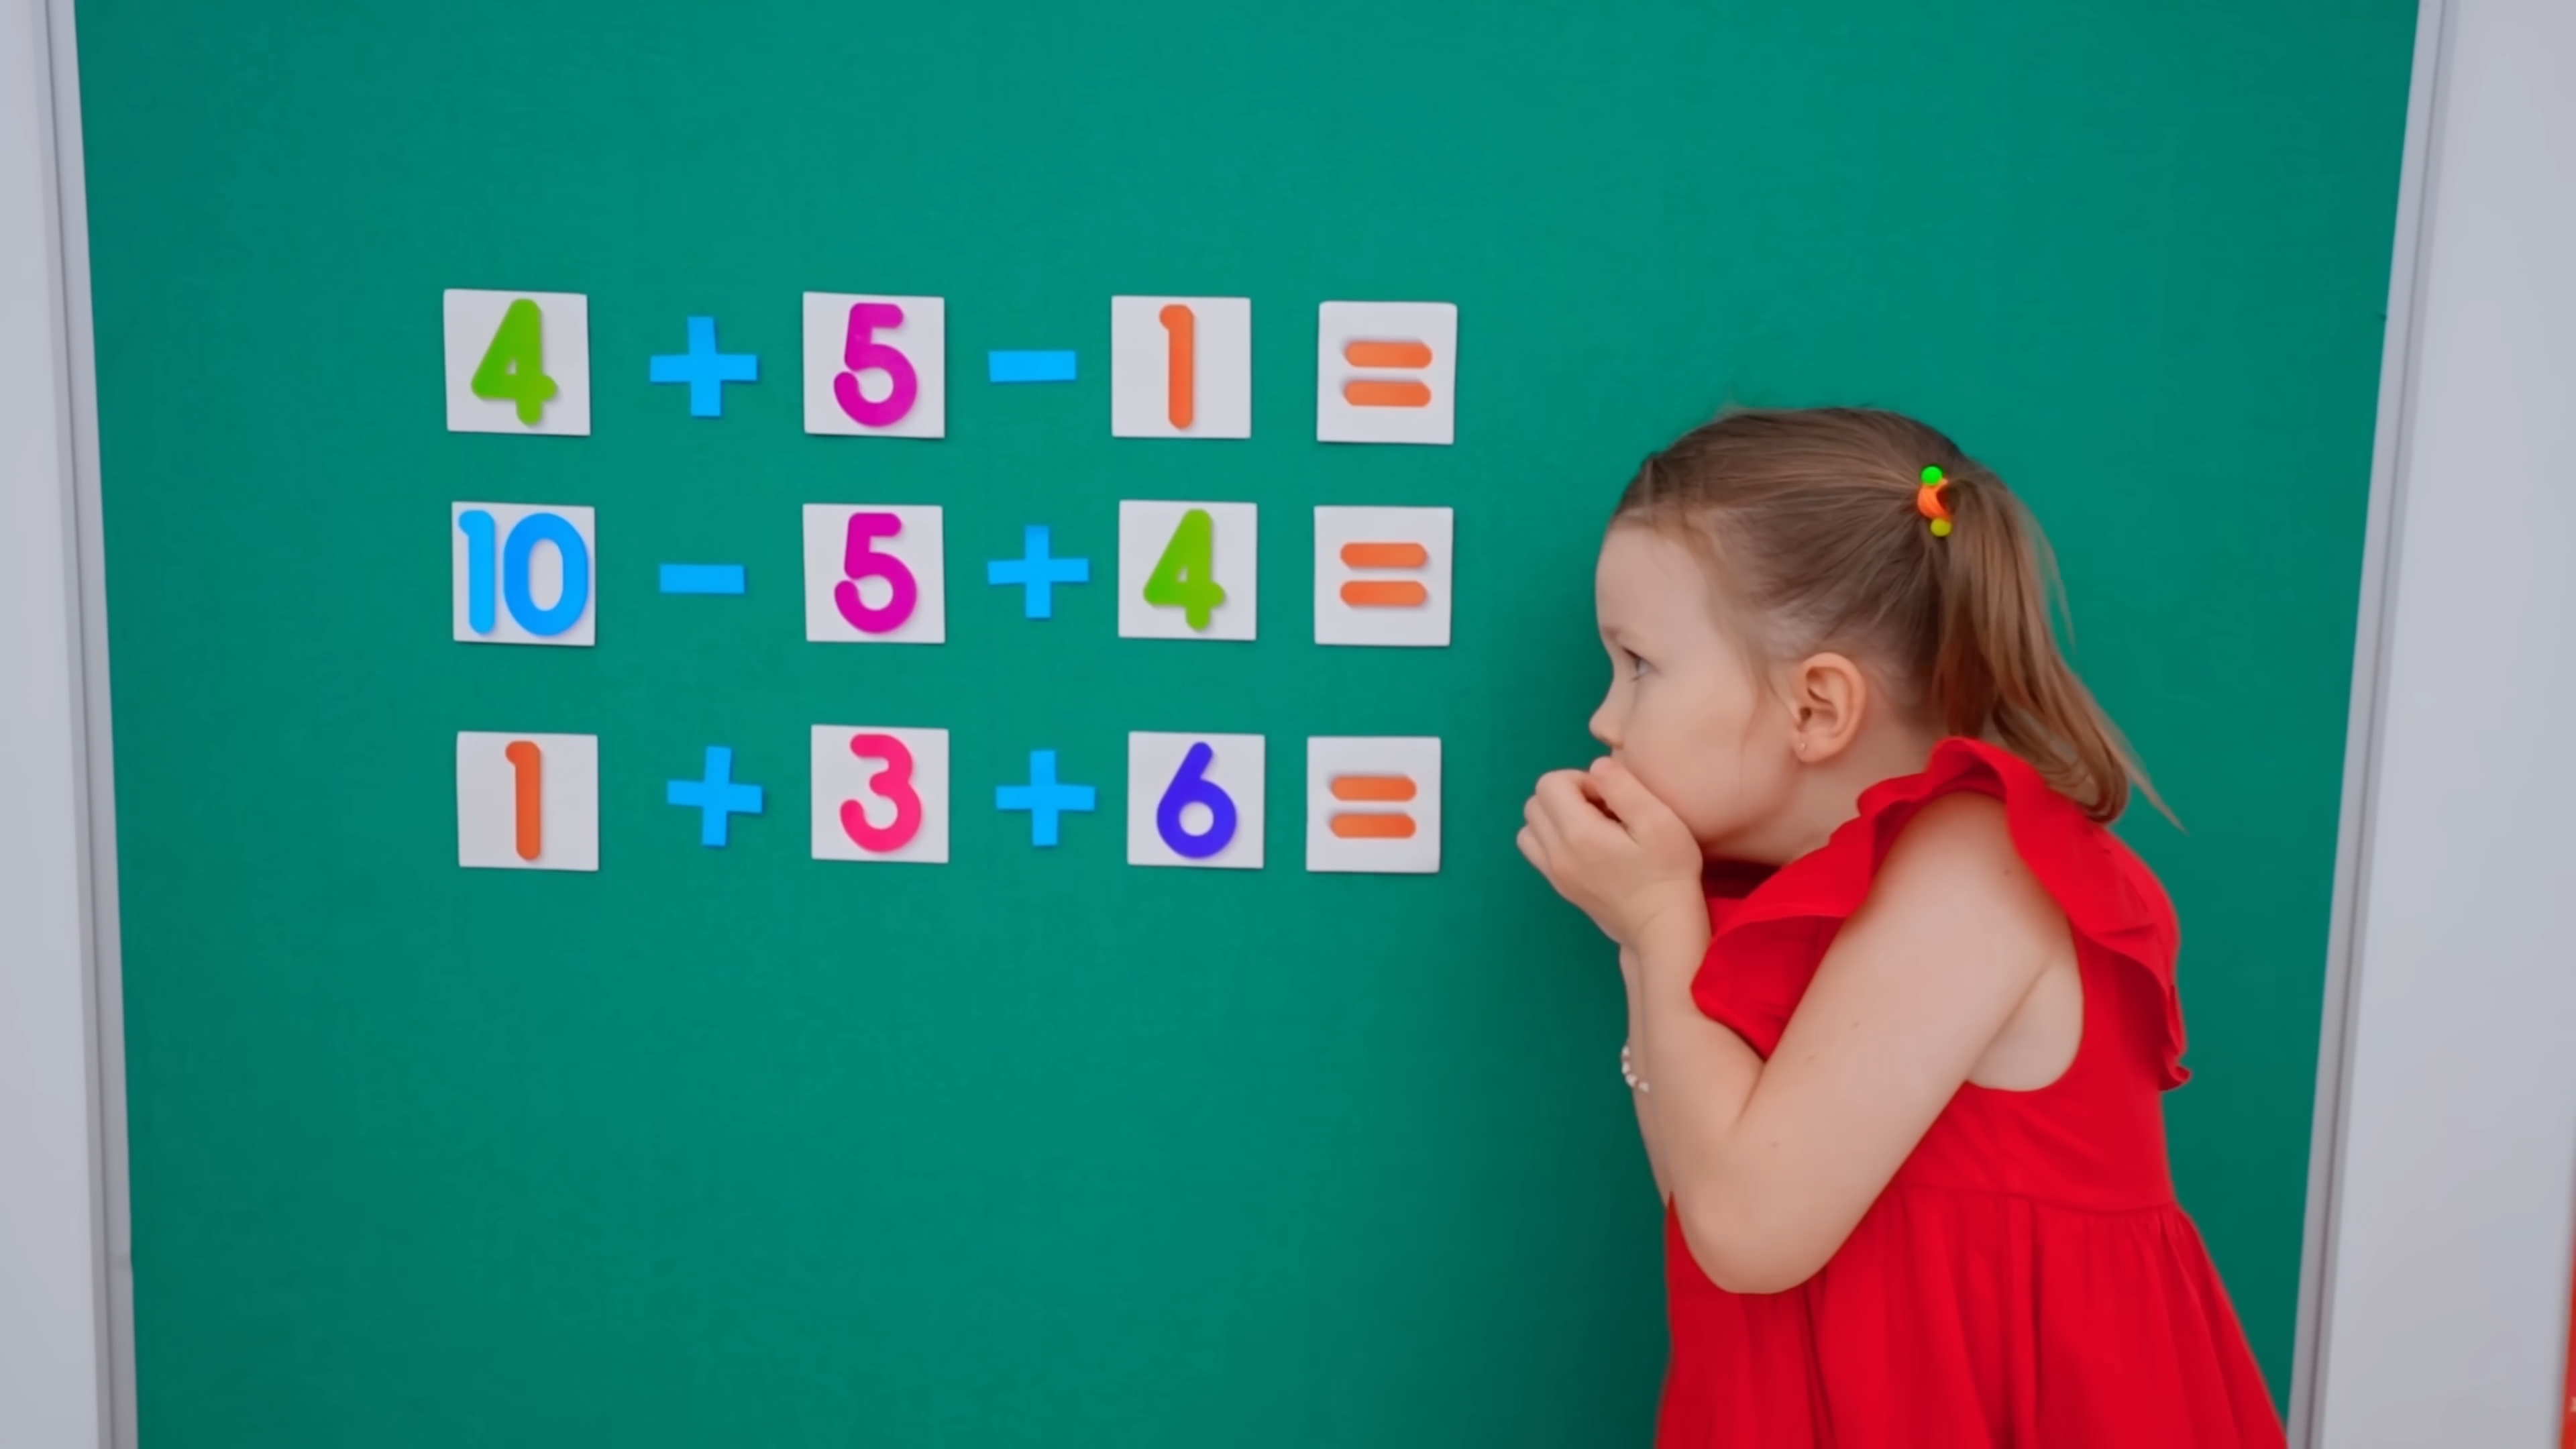 4 + 5 - 1 =
10 - 5 + 4 =
1 + 3 + 6 =